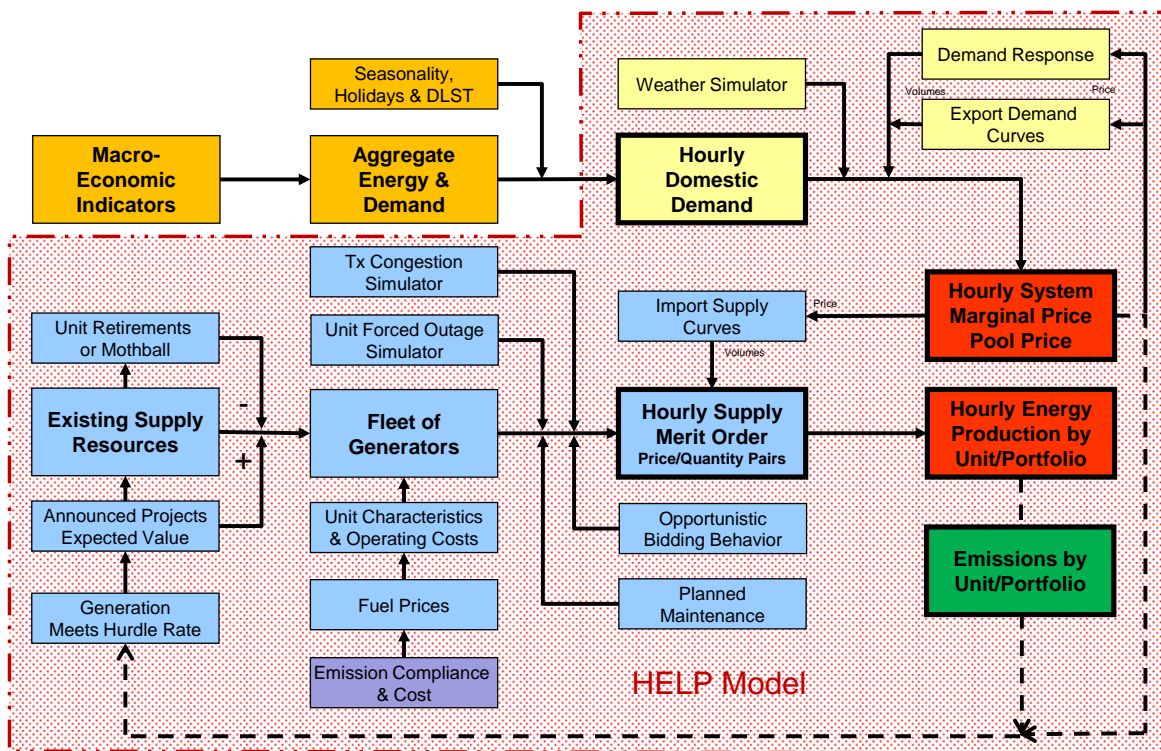 Seasonality,
Holidays & DLST
Weather Simulator
Demand Response
Volumes
Price
Export Demand
Curves
Macro-
Economic
Indicators
Aggregate
Energy &
Demand
Hourly
Domestic
Demand
Tx Congestion
Simulator
Import Supply
Curves
Price
Hourly System
Marginal Price
Pool Price
Unit Retirements
or Mothball
Unit Forced Outage
Simulator
Volumes
-
Existing Supply
Resources
+
Fleet of
Generators
Hourly Supply
Merit Order
Price/Quantity Pairs
Hourly Energy
Production by
Unit/Portfolio
Announced Projects
Expected Value
Unit Characteristics
& Operating Costs
Opportunistic
Bidding Behavior
Emissions by
Unit/Portfolio
Generation
Meets Hurdle Rate
Fuel Prices
Planned
Maintenance
Emission Compliance
& Cost
HELP Model